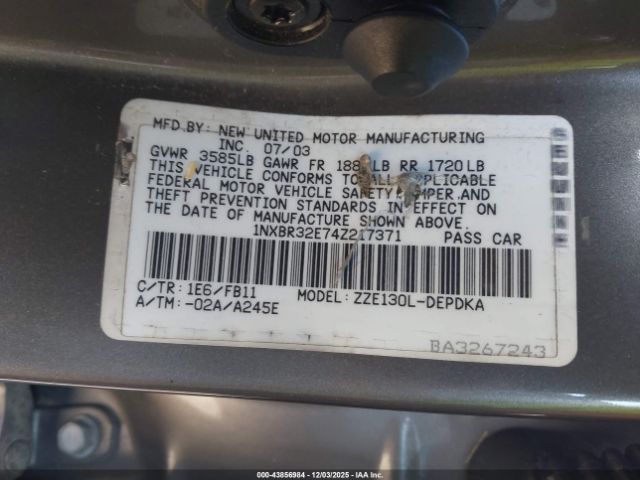 MFD.BY: NEW UNITED MOTOR MANUFACTURING
INC. 07/03
GVWR 3585LB GAWR FR LB RR 1720LB
THIS VEHICLE CONFORMS TO ALL APPLICABLE
FEDERAL MOTOR VEHICLE SAFETY, AND
THEFT PREVENTION STANDARDS IN EFFECT ON
THE DATE OF MANUFACTURE SHOWN ABOVE.
1NXBR32E74Z217371 PASS CAR
C/TR: 1E6/FB11 MODEL: ZZE130L-DEPDKA
A/TM: -02A/A245E
BA3267243
000-43856984 | 12/03/2025 | © COPART IAA